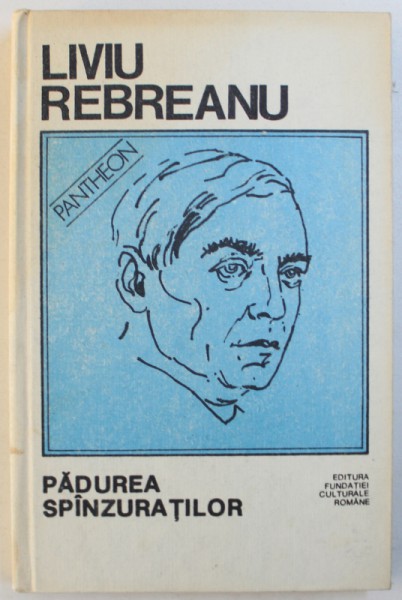 LIVIU
REBREANU
PANTHEON
PĂDUREA
SPÎNZURAȚILOR
EDITURA
FUNDAȚIEI
CULTURALE
ROMÂNE